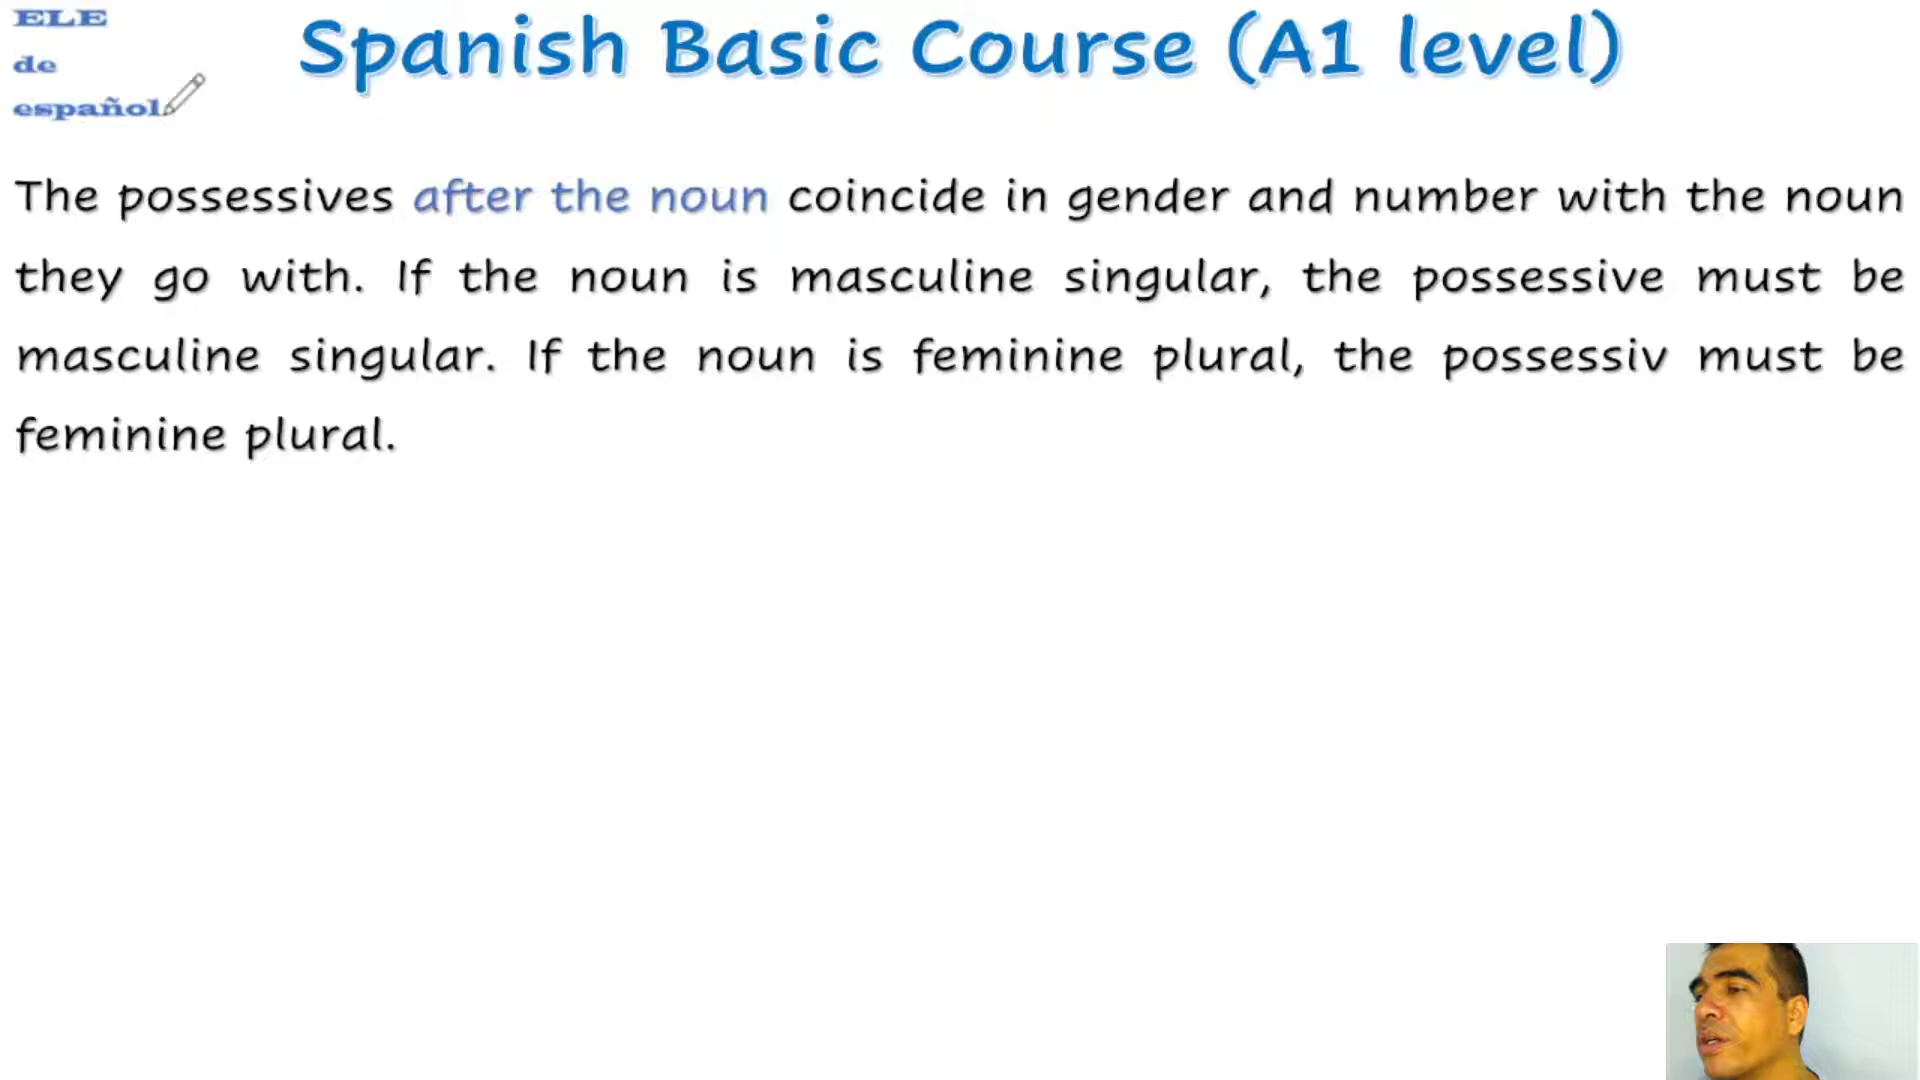 ELE
de
español
Spanish Basic Course (A1 level)
The possessives after the noun coincide in gender and number with the noun
they go with. If the noun is masculine singular, the possessive must be
masculine singular. If the noun is feminine plural, the possessiv must be
feminine plural.